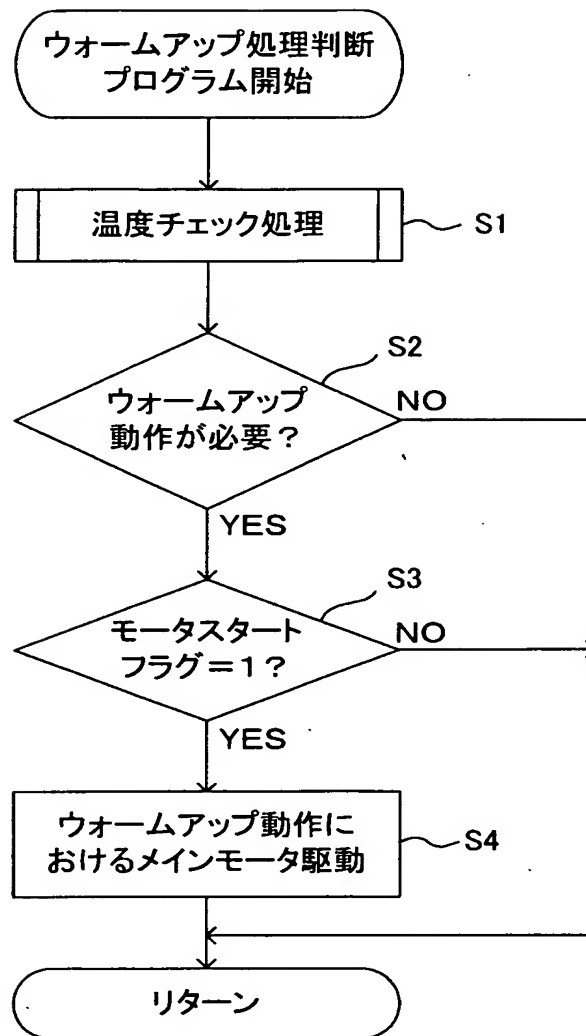 ウォームアップ処理判断
プログラム開始
温度チェック処理
S1
S2
ウォームアップ
動作が必要?
NO
YES
S3
モータスタート
フラグ=1?
NO
YES
ウォームアップ動作に
おけるメインモータ駆動
S4
リターン